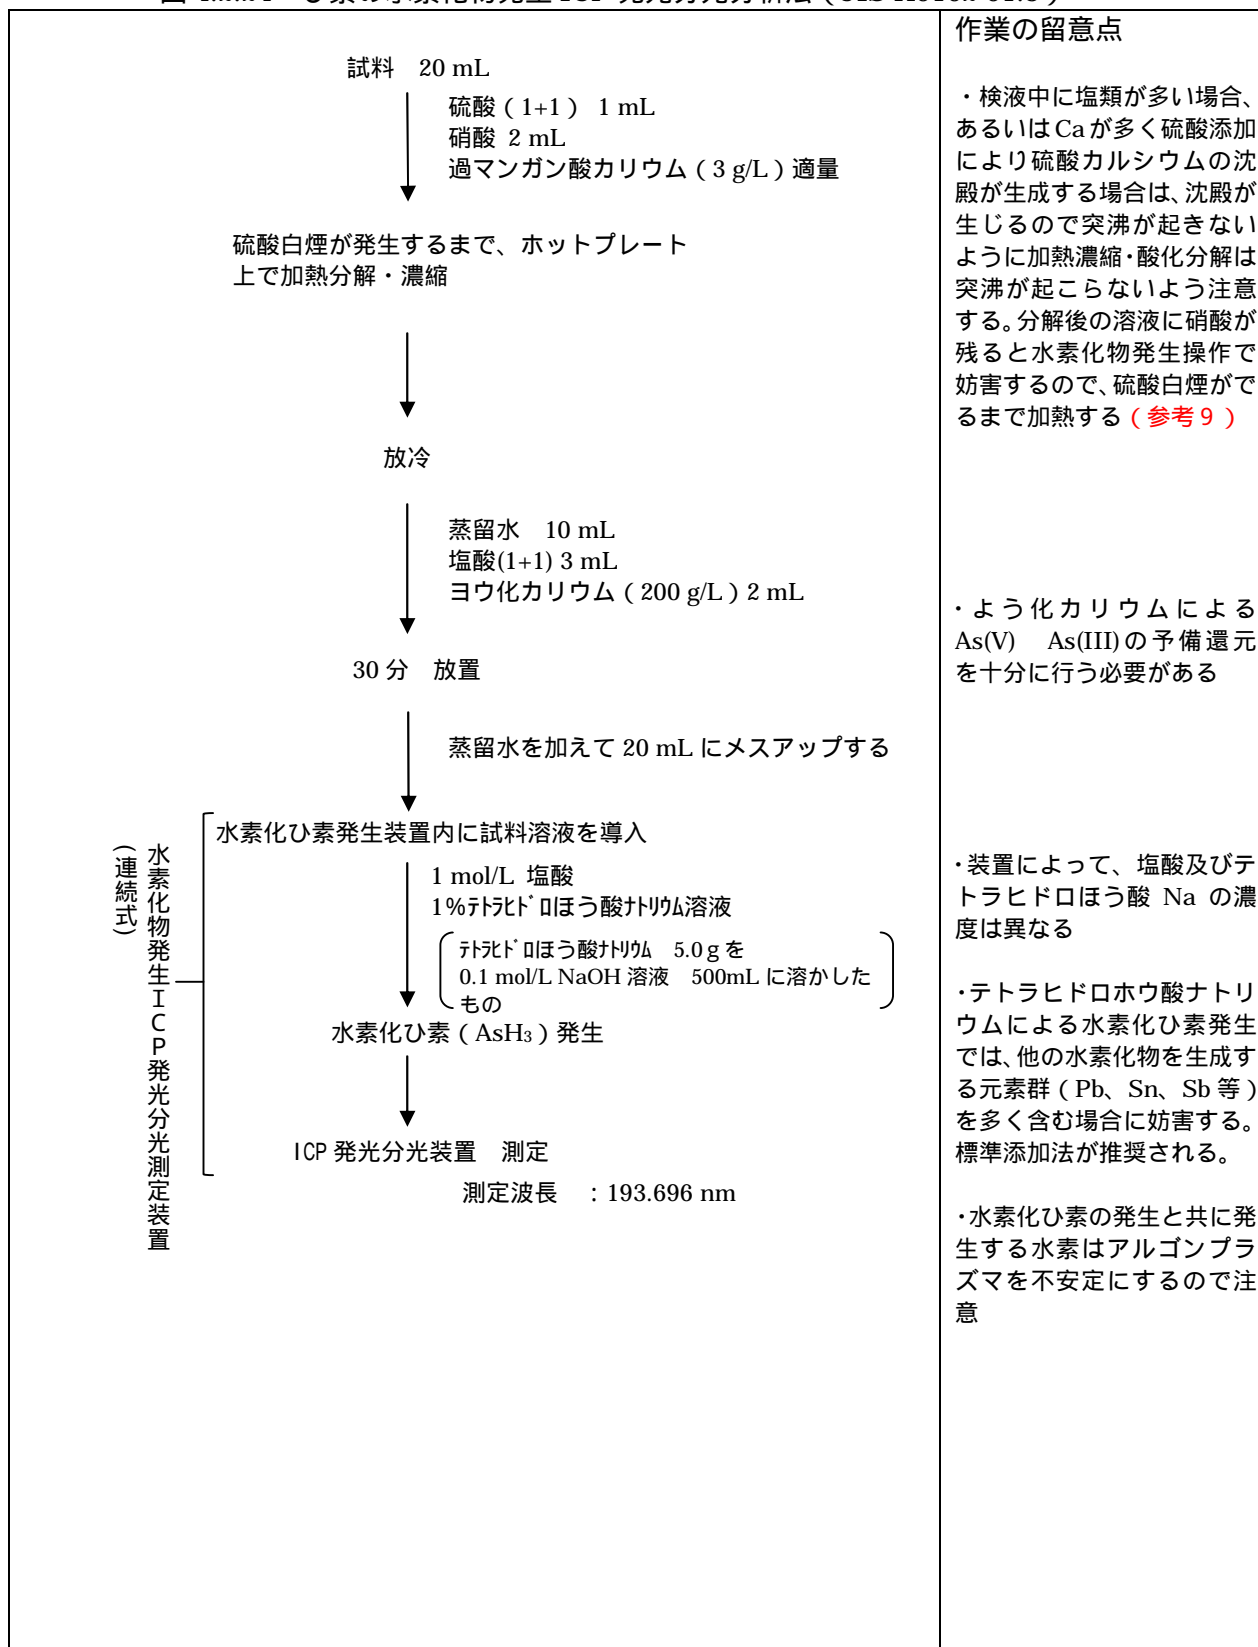 試料　20 mL
硫酸（1+1） 1 mL
硝酸 2 mL
過マンガン酸カリウム（3 g/L）適量
硫酸白煙が発生するまで、ホットプレート
上で加熱分解・濃縮
放冷
蒸留水　10 mL
塩酸(1+1) 3 mL
ヨウ化カリウム（200 g/L）2 mL
30 分　放置
蒸留水を加えて 20 mL にメスアップする
水素化ひ素発生装置内に試料溶液を導入
1 mol/L 塩酸
1%ﾃﾄﾗﾋﾄﾞﾛほう酸ﾅﾄﾘｳﾑ溶液
ﾃﾄﾗﾋﾄﾞﾛほう酸ﾅﾄﾘｳﾑ　5.0ｇを
0.1 mol/L NaOH 溶液　500mL に溶かした
もの
水素化ひ素（AsH₃）発生
ICP 発光分光装置　測定
測定波長　：193.696 nm
水素化物発生ＩＣＰ発光分光測定装置
(連続式)
作業の留意点
・検液中に塩類が多い場合、
あるいは Ca が多く硫酸添加
により硫酸カルシウムの沈
殿が生成する場合は、沈殿が
生じるので突沸が起きない
ように加熱濃縮・酸化分解は
突沸が起こらないよう注意
する。分解後の溶液に硝酸が
残ると水素化物発生操作で
妨害するので、硫酸白煙がで
るまで加熱する（参考９）
・よう化カリウムによる
As(V)　As(III)の予備還元
を十分に行う必要がある
・装置によって、塩酸及びテ
トラヒドロほう酸 Na の濃
度は異なる
・テトラヒドロホウ酸ナトリ
ウムによる水素化ひ素発生
では、他の水素化物を生成す
る元素群（Pb、Sn、Sb 等）
を多く含む場合に妨害する。
標準添加法が推奨される。
・水素化ひ素の発生と共に発
生する水素はアルゴンプラ
ズマを不安定にするので注
意